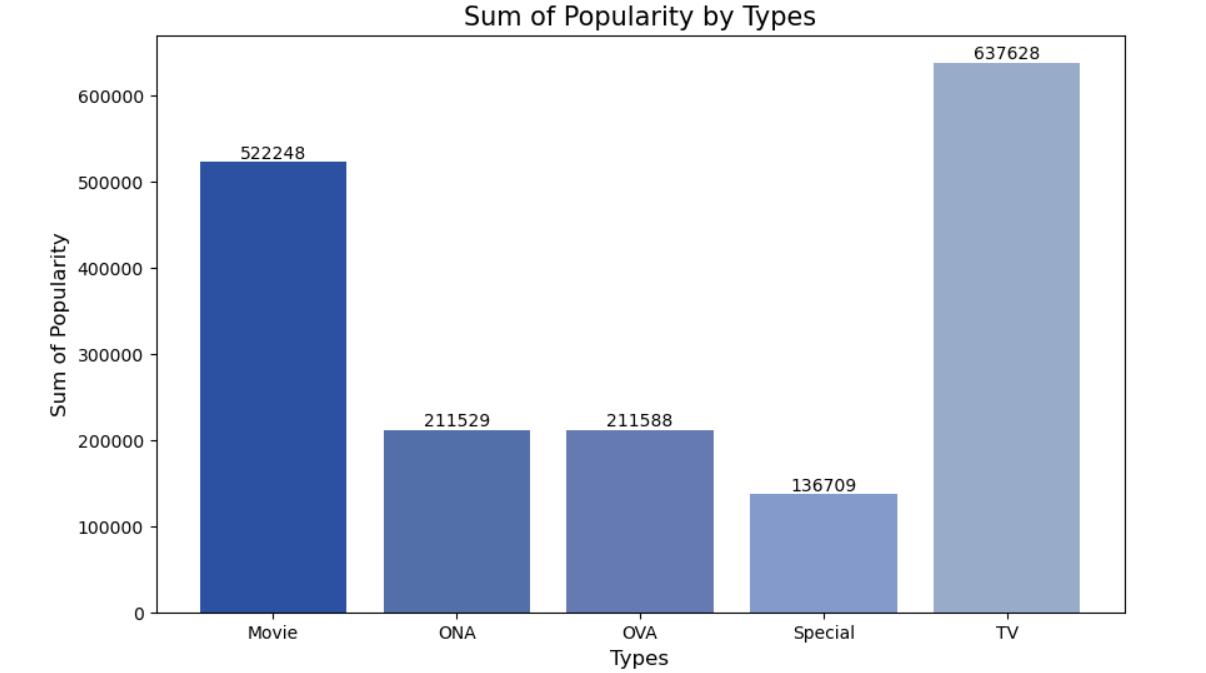 Sum of Popularity by Types
637628
600000
522248
500000
400000
Sum of Popularity
300000
211529
211588
200000
136709
100000
0
Movie
ONA
OVA
Special
TV
Types